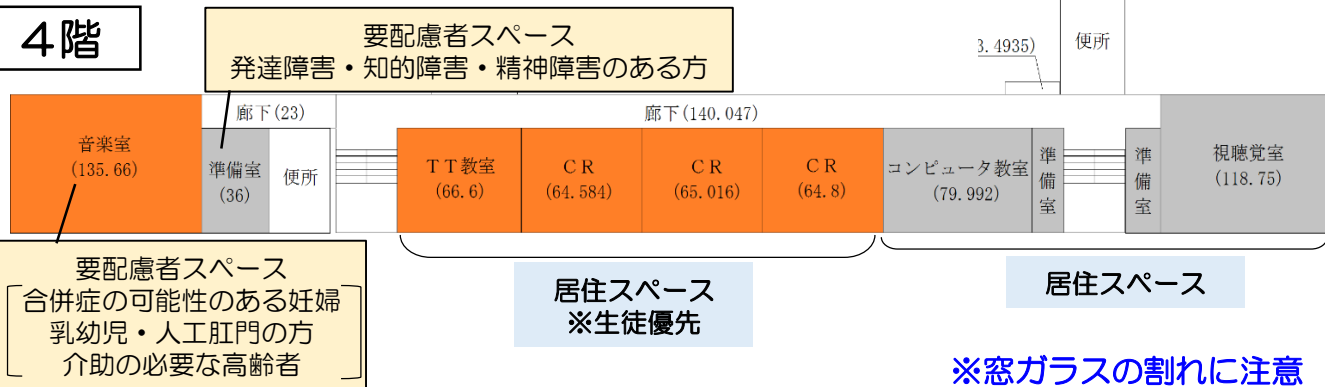 4階
要配慮者スペース
発達障害・知的障害・精神障害のある方
3.4935)
便所
廊下(23)
廊下(140.047)
音楽室
(135.66)
準備室
(36)
便所
TT教室
(66.6)
CR
(64.584)
CR
(65.016)
CR
(64.8)
コンピュータ教室
(79.992)
準備室
準備室
視聴覚室
(118.75)
要配慮者スペース
合併症の可能性のある妊婦
乳幼児・人工肛門の方
介助の必要な高齢者
居住スペース
※生徒優先
居住スペース
※窓ガラスの割れに注意